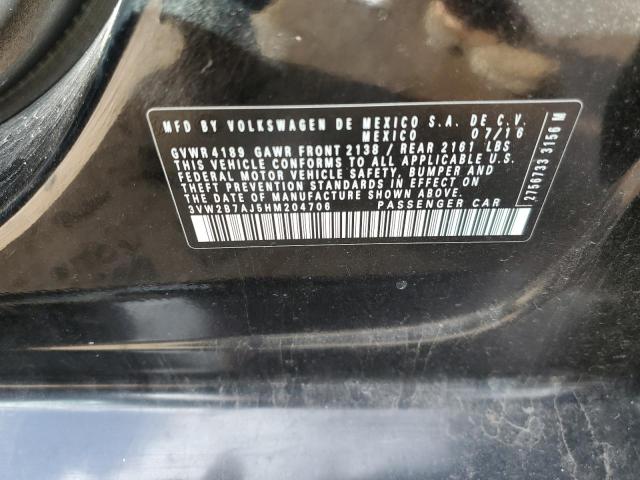 MFD BY VOLKSWAGEN DE MEXICO S.A. DE C.V.
MEXICO 07/16
GVWR 4189 GAWR FRONT 2138 / REAR 2161 LBS
THIS VEHICLE CONFORMS TO ALL APPLICABLE U.S.
FEDERAL MOTOR VEHICLE SAFETY, BUMPER AND
THEFT PREVENTION STANDARDS IN EFFECT ON
THE DATE OF MANUFACTURE SHOWN ABOVE.
3VW2B7AJ5HM204706 PASSENGER CAR
2756733 3156 M